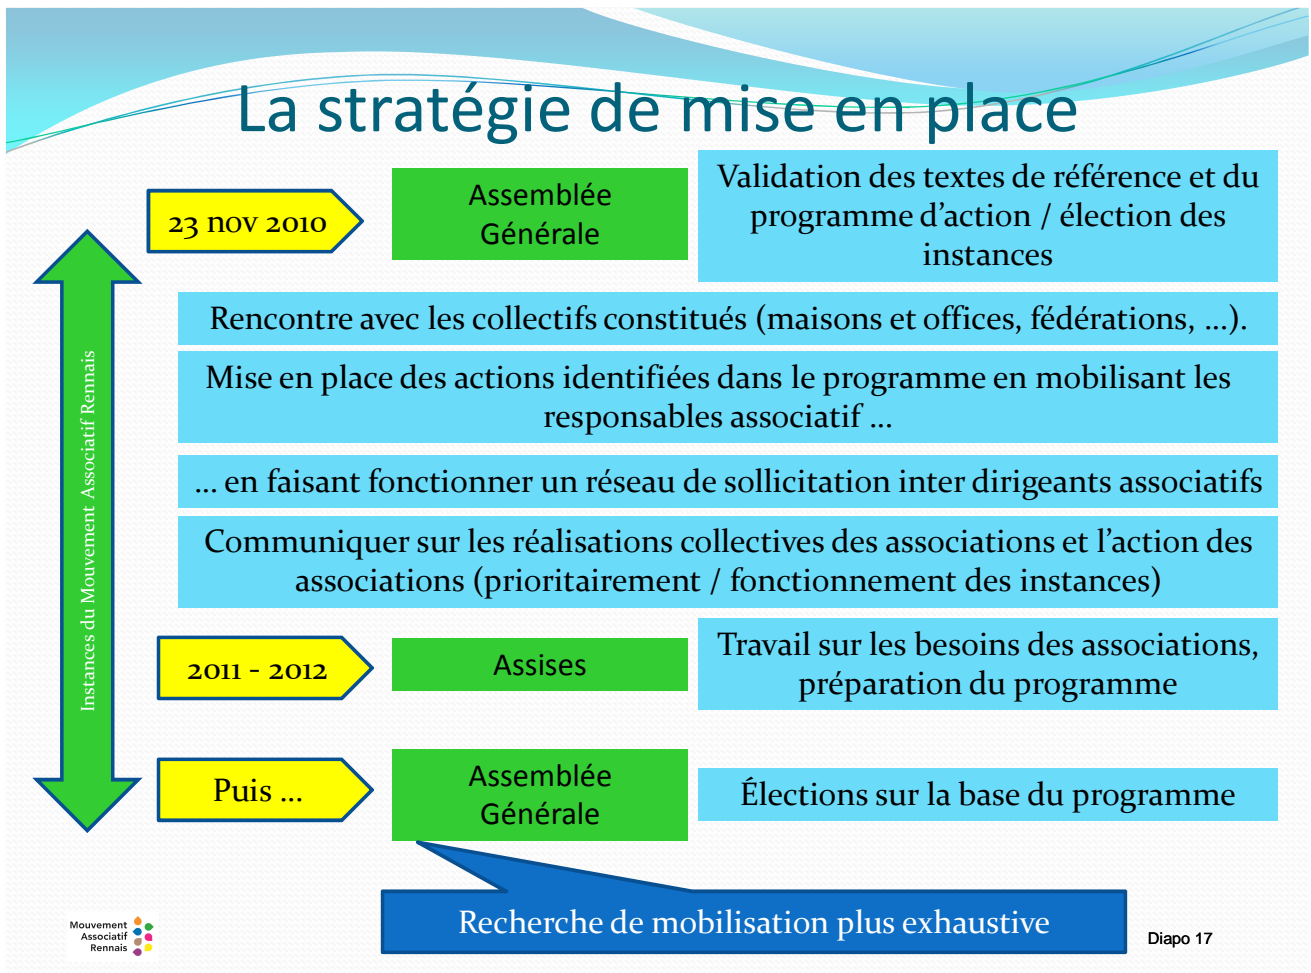 La stratégie de mise en place
23 nov 2010
Assemblée
Générale
Validation des textes de référence et du
programme d’action / élection des
instances
Rencontre avec les collectifs constitués (maisons et offices, fédérations, ...).
Mise en place des actions identifiées dans le programme en mobilisant les
responsables associatif ...
... en faisant fonctionner un réseau de sollicitation inter dirigeants associatifs
Communiquer sur les réalisations collectives des associations et l’action des
associations (prioritairement / fonctionnement des instances)
Instances du Mouvement Associatif Rennais
2011 - 2012
Assises
Travail sur les besoins des associations,
préparation du programme
Puis ...
Assemblée
Générale
Élections sur la base du programme
Recherche de mobilisation plus exhaustive
Mouvement
Associatif
Rennais
Diapo 17